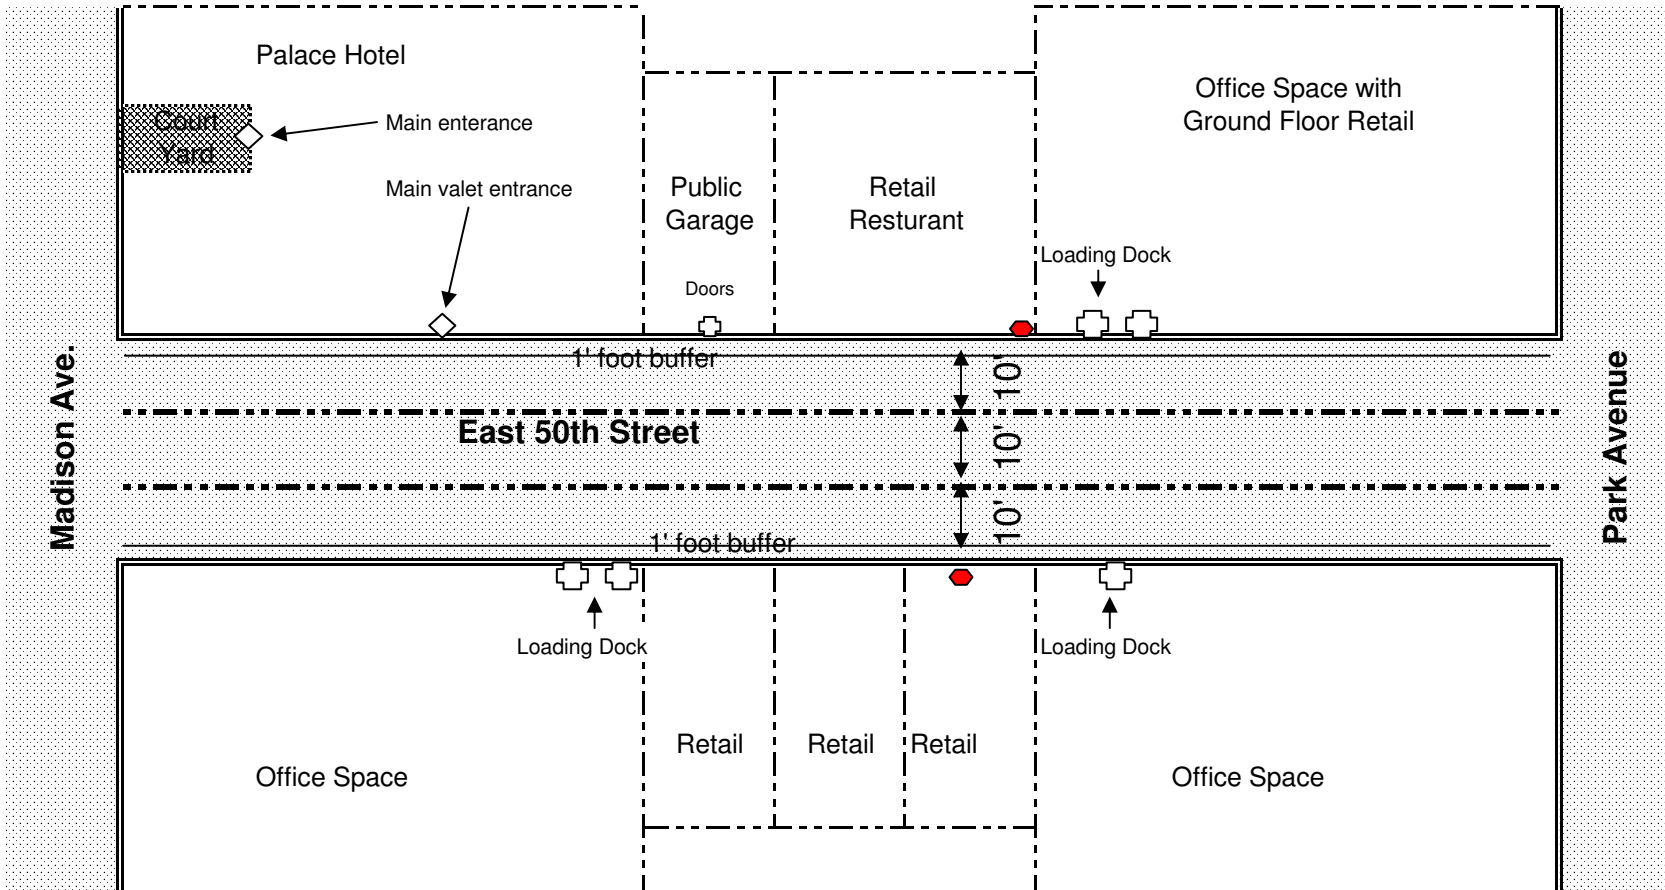 Palace Hotel
Court
Yard
Main enterance
Main valet entrance
Public
Garage
Doors
Retail
Resturant
Office Space with
Ground Floor Retail
Loading Dock
1' foot buffer
10'
East 50th Street
10'
Madison Ave.
Park Avenue
10'
1' foot buffer
Loading Dock
Loading Dock
Retail
Retail
Retail
Office Space
Office Space